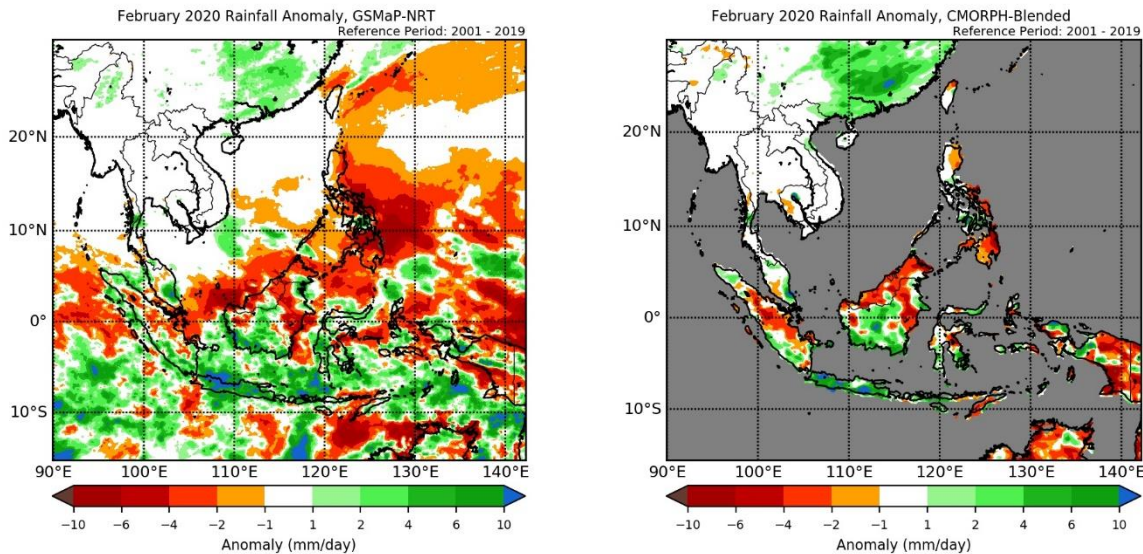 February 2020 Rainfall Anomaly, GSMaP-NRT
Reference Period: 2001 - 2019
20°N
10°N
0°
10°S
90°E 100°E 110°E 120°E 130°E 140°E
−10 −6 −4 −2 −1 1 2 4 6 10
Anomaly (mm/day)
February 2020 Rainfall Anomaly, CMORPH-Blended
Reference Period: 2001 - 2019
20°N
10°N
0°
10°S
90°E 100°E 110°E 120°E 130°E 140°E
−10 −6 −4 −2 −1 1 2 4 6 10
Anomaly (mm/day)